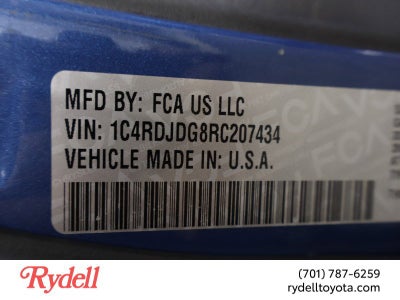 MFD BY: FCA US LLC
VIN: 1C4RDJDG8RC207434
VEHICLE MADE IN: U.S.A.
Rydell
(701) 787-6259
rydelltoyota.com